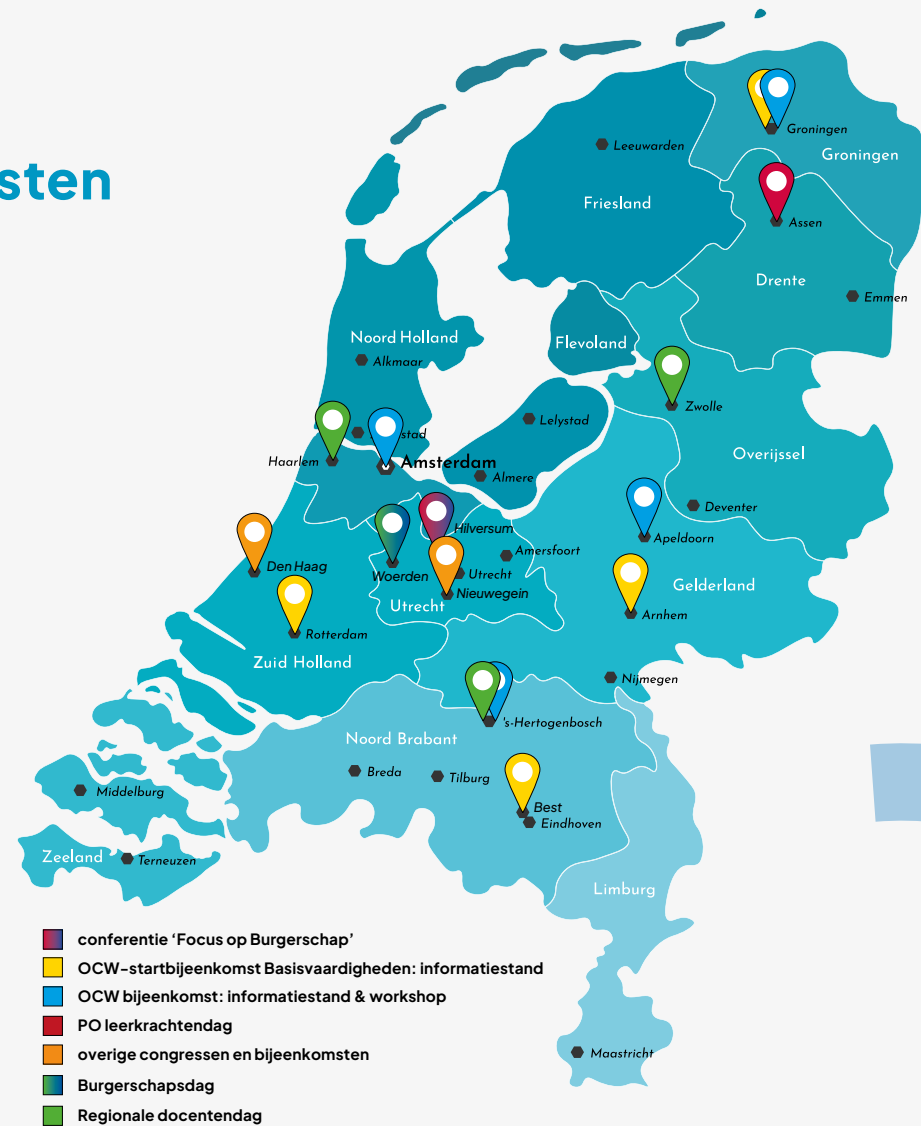 sten
Groningen
Leeuwarden
Groningen
Friesland
Assen
Drente
Emmen
Noord Holland
Flevoland
Alkmaar
Zwolle
Lelystad
stad
Haarlem
Amsterdam
Overijssel
Almere
Deventer
Hilversum
Apeldoorn
Amersfoort
Den Haag
Woerden
Utrecht
Gelderland
Nieuwegein
Utrecht
Arnhem
Rotterdam
Zuid Holland
Nijmegen
's-Hertogenbosch
Noord Brabant
Breda
Tilburg
Middelburg
Best
Eindhoven
Zeeland
Terneuzen
Limburg
conferentie ‘Focus op Burgerschap’
OCW-startbijeenkomst Basisvaardigheden: informatiestand
OCW bijeenkomst: informatiestand & workshop
PO leerkrachtendag
overige congressen en bijeenkomsten
Maastricht
Burgerschapsdag
Regionale docentendag